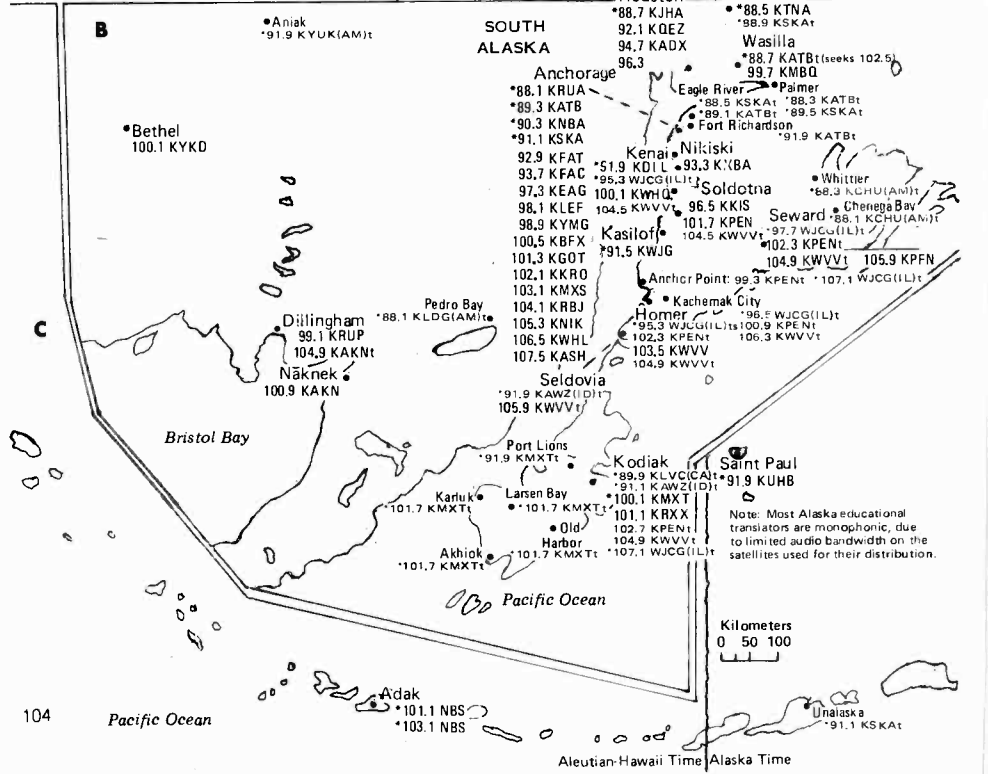 B
Aniak
*91.9 KYUK(AM)t
SOUTH
ALASKA
*88.7 KJHA
92.1 KQEZ
94.7 KADX
96.3
*88.5 KTNA
*98.9 KSKAt
Wasilla
*88.7 KATBt(seeks 102.5)
99.7 KMBQ
Anchorage
*88.1 KRUA
*89.3 KATB
*90.3 KNBA
*91.1 KSKA
92.9 KFAT
93.7 KFAC
97.3 KEAG
98.1 KLEF
98.9 KYMG
100.5 KBFX
101.3 KGOT
102.1 KKRO
103.1 KMXS
104.1 KRBJ
105.3 KNIK
106.5 KWHL
107.5 KASH
Eagle River
*88.5 KSKAt
*89.1 KATBt
Palmer
*88.3 KATBt
*89.5 KSKAt
Fort Richardson
*91.9 KATBt
Bethel
100.1 KYKD
Kenai
*91.9 KDLL
*95.3 WJCG(IL)t
100.1 KWHQ
104.5 KWVVt
Nikiski
93.3 KXBA
Soldotna
96.5 KKIS
101.7 KPEN
104.5 KWVVt
Whittier
*88.3 KCHU(AM)t
Chenega Bay
*88.1 KCHU(AM)t
Seward
*97.7 WJCG(IL)t
102.3 KPENt
104.9 KWVVt
105.9 KPFN
Kasilof
*91.5 KWJG
Anchor Point: 99.3 KPENt *107.1 WJCG(IL)t
Kachemak City
*96.5 WJCG(IL)t
100.9 KPENt
106.3 KWVVt
Homer
*95.3 WJCG(IL)ts
102.3 KPENt
103.5 KWVV
104.9 KWVVt
C
Pedro Bay
*88.1 KLDG(AM)t
Dillingham
99.1 KRUP
104.9 KAKNt
Naknek
100.9 KAKN
Seldovia
*91.9 KAWZ(ID)t
105.9 KWVVt
Bristol Bay
Port Lions
*91.9 KMXTt
Karluk
*101.7 KMXTt
Larsen Bay
*101.7 KMXTt
Old
Harbor
*101.7 KMXTt
Akhiok
*101.7 KMXTt
Kodiak
*89.9 KLVC(CA)t
*91.1 KAWZ(ID)t
*100.1 KMXT
101.1 KRXX
102.7 KPENt
104.9 KWVVt
*107.1 WJCG(IL)t
Saint Paul
*91.9 KUHB
Note: Most Alaska educational
translators are monophonic, due
to limited audio bandwidth on the
satellites used for their distribution.
Pacific Ocean
Kilometers
0 50 100
Adak
*101.1 NBS
*103.1 NBS
104
Pacific Ocean
Unalaska
*91.1 KSKAt
Aleutian-Hawaii Time
Alaska Time